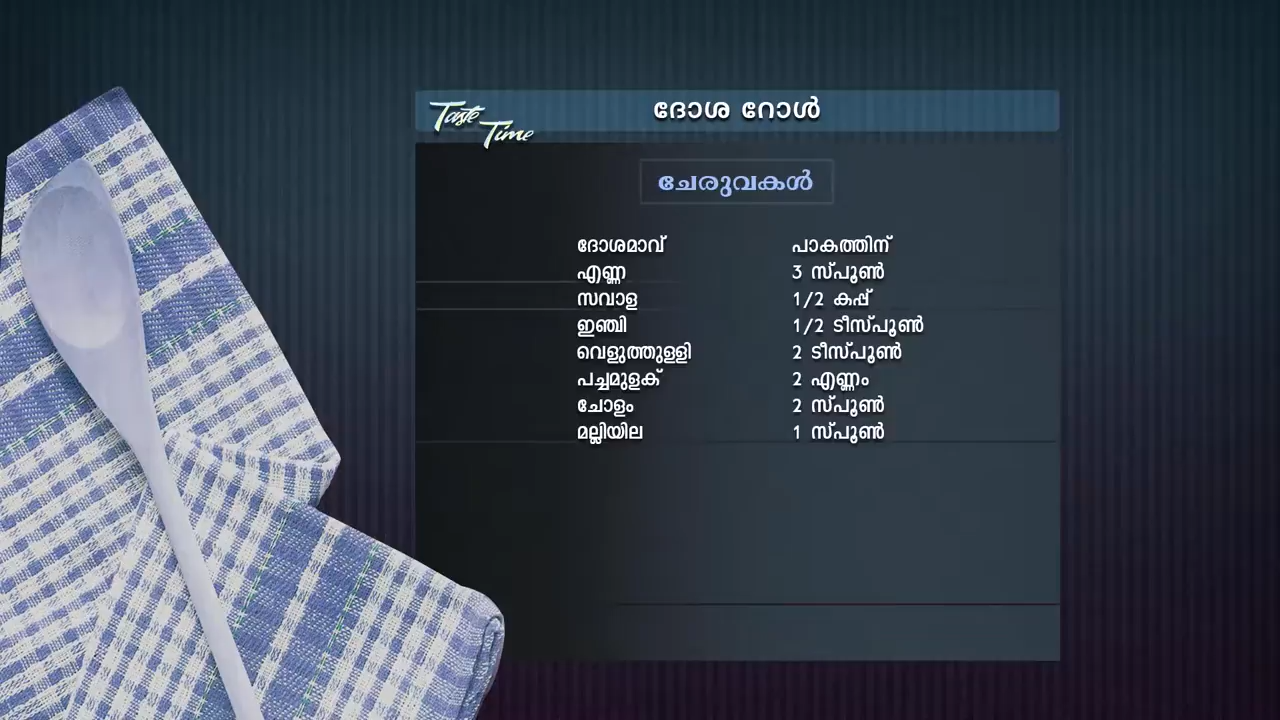 Taste Time
ദോശ റോൾ
ചേരുവകൾ
ദോശമാവ് പാകത്തിന്
എണ്ണ 3 സ്പൂൺ
സവാള 1/2 കപ്പ്
ഇഞ്ചി 1/2 ടീസ്പൂൺ
വെളുത്തുള്ളി 2 ടീസ്പൂൺ
പച്ചമുളക് 2 എണ്ണം
ചോളം 2 സ്പൂൺ
മല്ലിയില 1 സ്പൂൺ